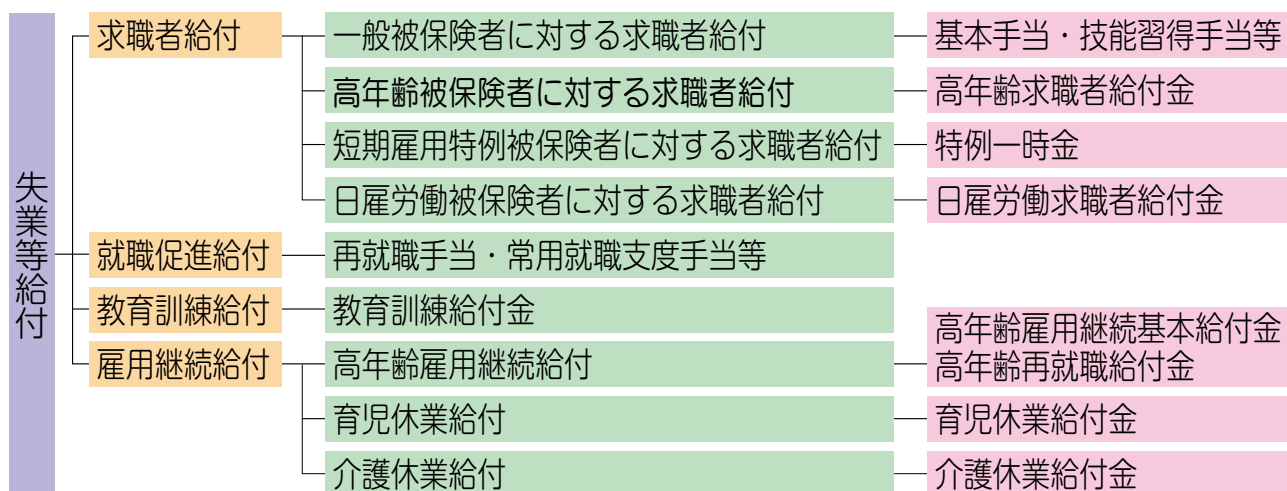 失業等給付
求職者給付
一般被保険者に対する求職者給付
基本手当・技能習得手当等
高年齢被保険者に対する求職者給付
高年齢求職者給付金
短期雇用特例被保険者に対する求職者給付
特例一時金
日雇労働被保険者に対する求職者給付
日雇労働求職者給付金
就職促進給付
再就職手当・常用就職支度手当等
教育訓練給付
教育訓練給付金
雇用継続給付
高年齢雇用継続給付
高年齢雇用継続基本給付金
高年齢再就職給付金
育児休業給付
育児休業給付金
介護休業給付
介護休業給付金